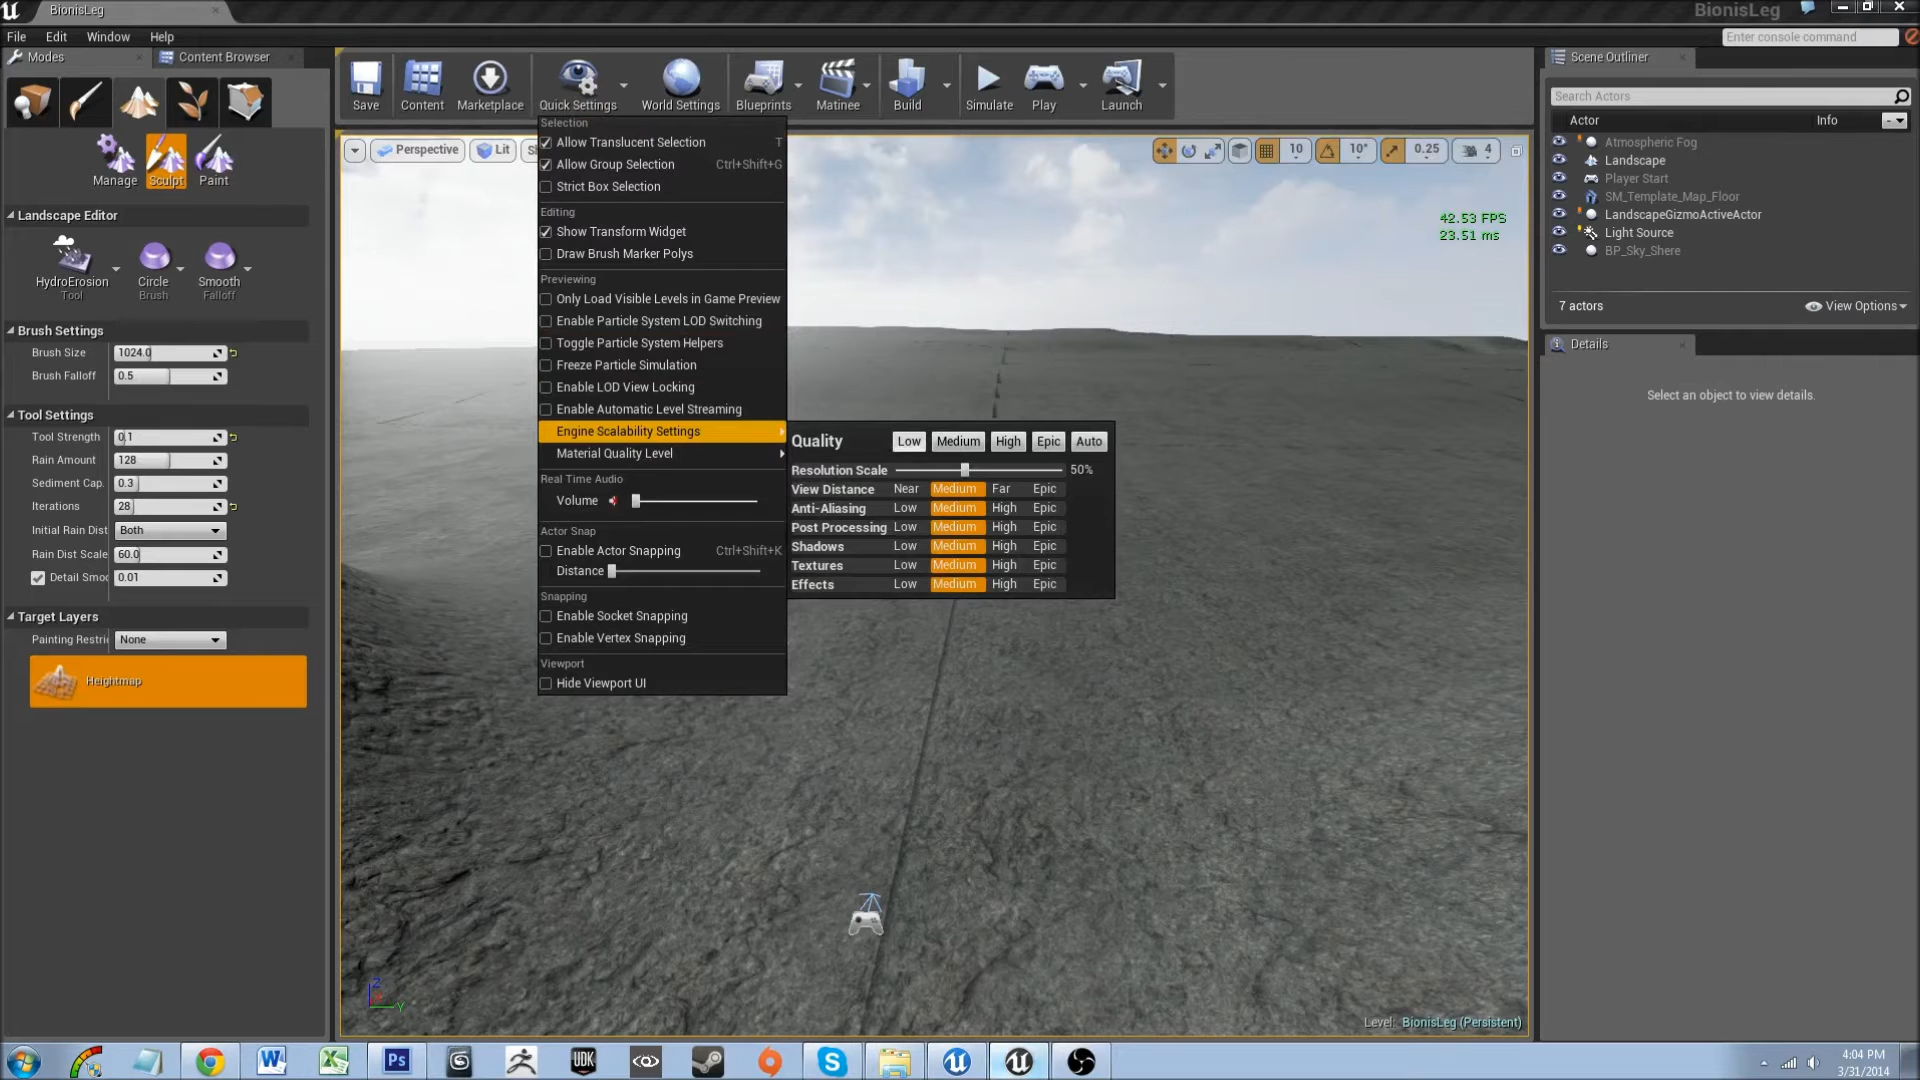 BionisLeg
BionisLeg
File Edit Window Help
Enter console command
Modes
Content Browser
Save
Content
Marketplace
Quick Settings
World Settings
Blueprints
Matinee
Build
Simulate
Play
Launch
Manage
Sculpt
Paint
Landscape Editor
HydroErosion
Tool
Circle
Brush
Smooth
Falloff
Brush Settings
Brush Size 1024.0
Brush Falloff 0.5
Tool Settings
Tool Strength 0.1
Rain Amount 128
Sediment Cap. 0.3
Iterations 28
Initial Rain Dist Both
Rain Dist Scale 60.0
Detail Smoo 0.01
Target Layers
Painting Restri None
Heightmap
Perspective
Lit
Sh
Selection
Allow Translucent Selection T
Allow Group Selection Ctrl+Shift+G
Strict Box Selection
Editing
Show Transform Widget
Draw Brush Marker Polys
Previewing
Only Load Visible Levels in Game Preview
Enable Particle System LOD Switching
Toggle Particle System Helpers
Freeze Particle Simulation
Enable LOD View Locking
Enable Automatic Level Streaming
Engine Scalability Settings
Material Quality Level
Real Time Audio
Volume
Actor Snap
Enable Actor Snapping Ctrl+Shift+K
Distance
Snapping
Enable Socket Snapping
Enable Vertex Snapping
Viewport
Hide Viewport UI
Quality Low Medium High Epic Auto
Resolution Scale 50%
View Distance Near Medium Far Epic
Anti-Aliasing Low Medium High Epic
Post Processing Low Medium High Epic
Shadows Low Medium High Epic
Textures Low Medium High Epic
Effects Low Medium High Epic
10 10° 0.25 4
42.53 FPS
23.51 ms
Z
Y
Level: BionisLeg (Persistent)
Scene Outliner
Search Actors
Actor Info
Atmospheric Fog
Landscape
Player Start
SM_Template_Map_Floor
LandscapeGizmoActiveActor
Light Source
BP_Sky_Shere
7 actors
View Options
Details
Select an object to view details.
W
X
Ps
UDK
S
4:04 PM
3/31/2014